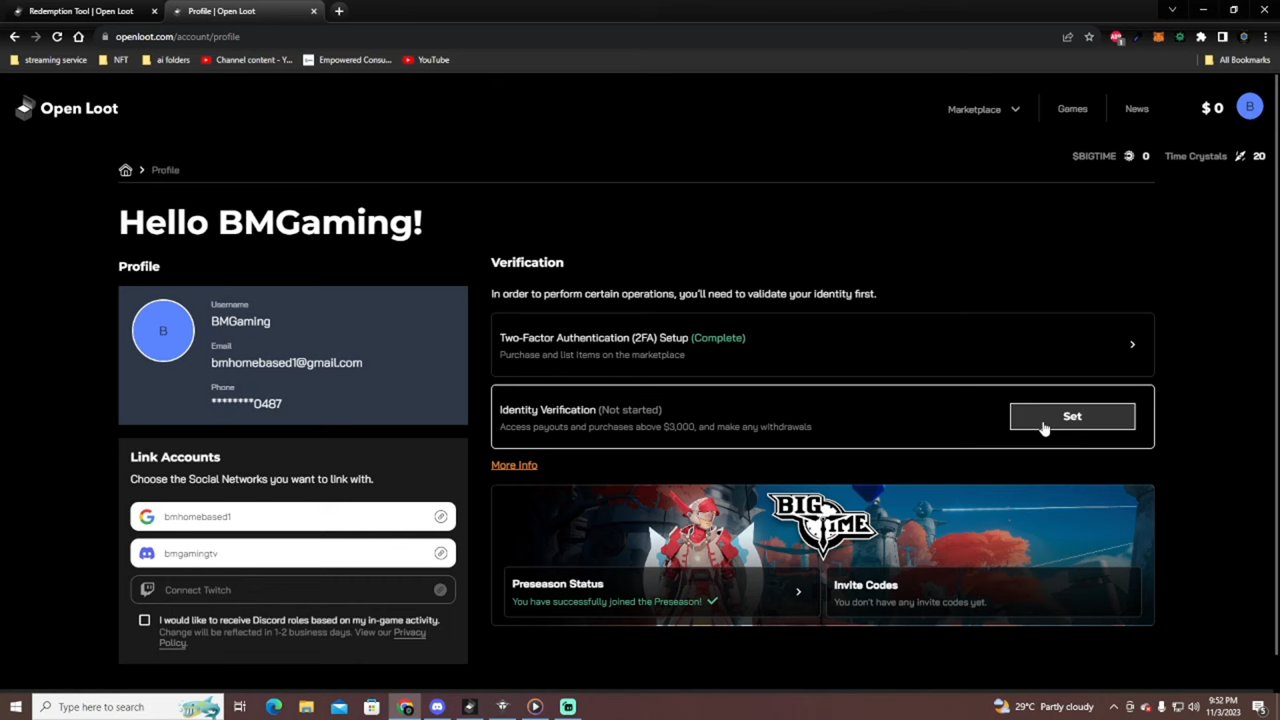 Redemption Tool | Open Loot
Profile | Open Loot
openloot.com/account/profile
streaming service
NFT
ai folders
Channel content - Y...
Empowered Consu...
YouTube
All Bookmarks
Open Loot
Marketplace
Games
News
$ 0
B
$BIGTIME 0
Time Crystals 20
Profile
Hello BMGaming!
Profile
B
Username
BMGaming
Email
bmhomebased1@gmail.com
Phone
********0487
Link Accounts
Choose the Social Networks you want to link with.
bmhomebased1
bmgamingtv
Connect Twitch
I would like to receive Discord roles based on my in-game activity.
Change will be reflected in 1-2 business days. View our Privacy
Policy.
Verification
In order to perform certain operations, you'll need to validate your identity first.
Two-Factor Authentication (2FA) Setup (Complete)
Purchase and list items on the marketplace
Identity Verification (Not started)
Access payouts and purchases above $3,000, and make any withdrawals
Set
More Info
BIG
TIME
Preseason Status
You have successfully joined the Preseason!
Invite Codes
You don't have any invite codes yet.
Type here to search
29°C Partly cloudy
9:52 PM
11/3/2023